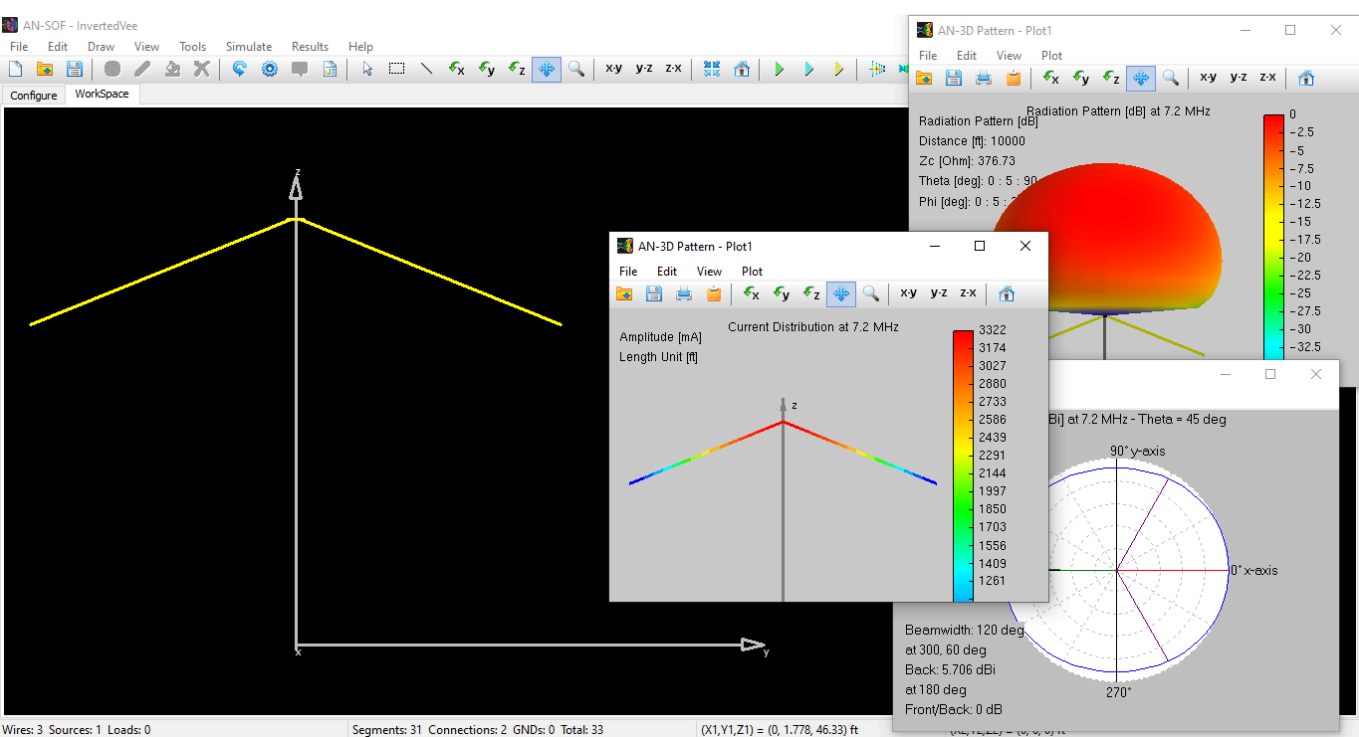 AN-SOF - InvertedVee
File Edit Draw View Tools Simulate Results Help
x-y y-z z-x
Configure WorkSpace
z
x
y
Wires: 3 Sources: 1 Loads: 0
Segments: 31 Connections: 2 GNDs: 0 Total: 33
(X1,Y1,Z1) = (0, 1.778, 46.33) ft
AN-3D Pattern - Plot1
File Edit View Plot
x y z x-y y-z z-x
Radiation Pattern [dB] at 7.2 MHz
Radiation Pattern [dB]
Distance [ft]: 10000
Zc [Ohm]: 376.73
Theta [deg]: 0 : 5 : 90
Phi [deg]: 0 : 5 :
0
-2.5
-5
-7.5
-10
-12.5
-15
-17.5
-20
-22.5
-25
-27.5
-30
-32.5
AN-3D Pattern - Plot1
File Edit View Plot
x y z x-y y-z z-x
Current Distribution at 7.2 MHz
Amplitude [mA]
Length Unit [ft]
z
3322
3174
3027
2880
2733
2586
2439
2291
2144
1997
1850
1703
1556
1409
1261
Bi] at 7.2 MHz - Theta = 45 deg
90° y-axis
0° x-axis
270°
Beamwidth: 120 deg
at 300, 60 deg
Back: 5.706 dBi
at 180 deg
Front/Back: 0 dB